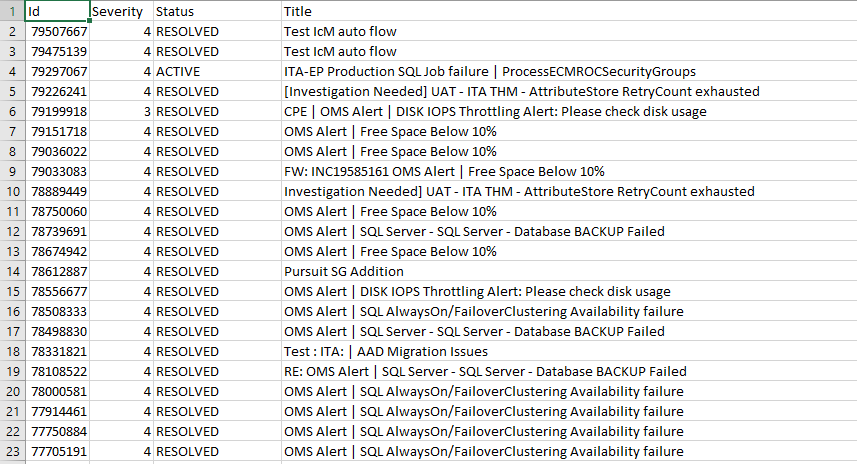 1 Id Severity Status Title
2 79507667 4 RESOLVED Test IcM auto flow
3 79475139 4 RESOLVED Test IcM auto flow
4 79297067 4 ACTIVE ITA-EP Production SQL Job failure | ProcessECMROCSecurityGroups
5 79226241 4 RESOLVED [Investigation Needed] UAT - ITA THM - AttributeStore RetryCount exhausted
6 79199918 3 RESOLVED CPE | OMS Alert | DISK IOPS Throttling Alert: Please check disk usage
7 79151718 4 RESOLVED OMS Alert | Free Space Below 10%
8 79036022 4 RESOLVED OMS Alert | Free Space Below 10%
9 79033083 4 RESOLVED FW: INC19585161 OMS Alert | Free Space Below 10%
10 78889449 4 RESOLVED Investigation Needed] UAT - ITA THM - AttributeStore RetryCount exhausted
11 78750060 4 RESOLVED OMS Alert | Free Space Below 10%
12 78739691 4 RESOLVED OMS Alert | SQL Server - SQL Server - Database BACKUP Failed
13 78674942 4 RESOLVED OMS Alert | Free Space Below 10%
14 78612887 4 RESOLVED Pursuit SG Addition
15 78556677 4 RESOLVED OMS Alert | DISK IOPS Throttling Alert: Please check disk usage
16 78508333 4 RESOLVED OMS Alert | SQL AlwaysOn/FailoverClustering Availability failure
17 78498830 4 RESOLVED OMS Alert | SQL Server - SQL Server - Database BACKUP Failed
18 78331821 4 RESOLVED Test : ITA: | AAD Migration Issues
19 78108522 4 RESOLVED RE: OMS Alert | SQL Server - SQL Server - Database BACKUP Failed
20 78000581 4 RESOLVED OMS Alert | SQL AlwaysOn/FailoverClustering Availability failure
21 77914461 4 RESOLVED OMS Alert | SQL AlwaysOn/FailoverClustering Availability failure
22 77750884 4 RESOLVED OMS Alert | SQL AlwaysOn/FailoverClustering Availability failure
23 77705191 4 RESOLVED OMS Alert | SQL AlwaysOn/FailoverClustering Availability failure